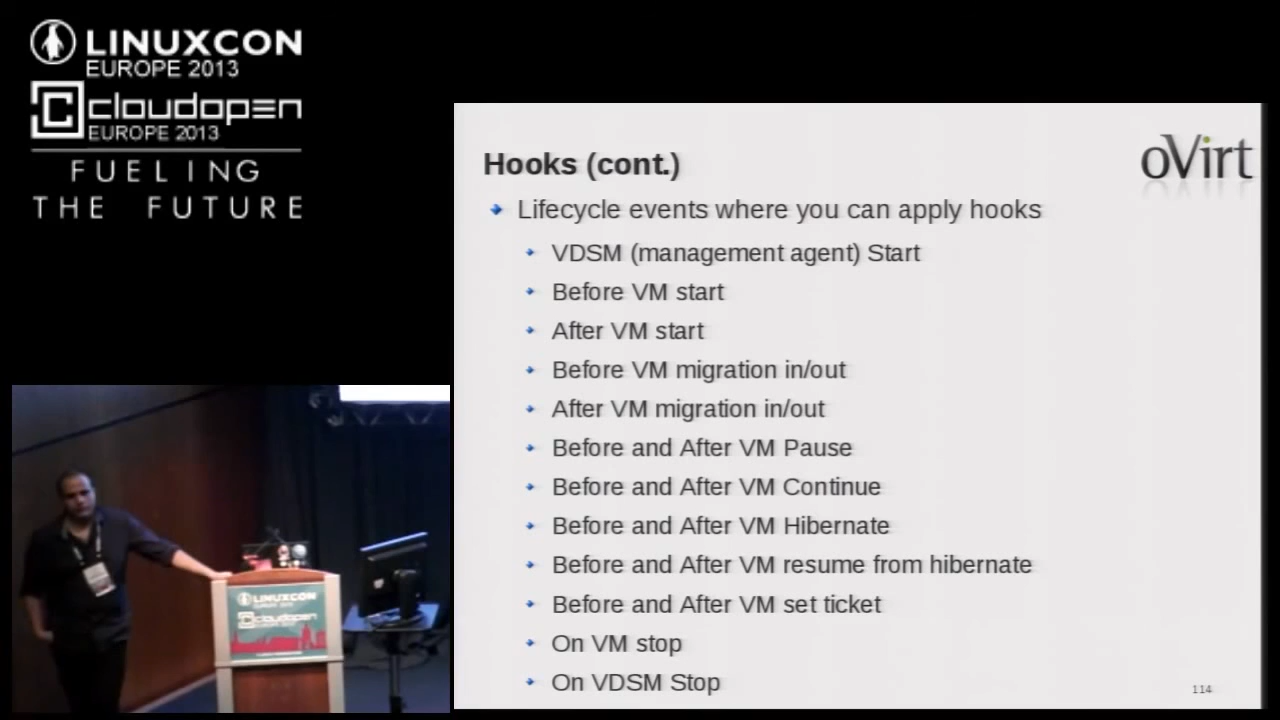 LINUXCON
EUROPE 2013
cloudopen
EUROPE 2013
FUELING
THE FUTURE
oVirt
Hooks (cont.)
Lifecycle events where you can apply hooks
VDSM (management agent) Start
Before VM start
After VM start
Before VM migration in/out
After VM migration in/out
Before and After VM Pause
Before and After VM Continue
Before and After VM Hibernate
Before and After VM resume from hibernate
Before and After VM set ticket
On VM stop
On VDSM Stop
114
LINUXCON
cloudopen